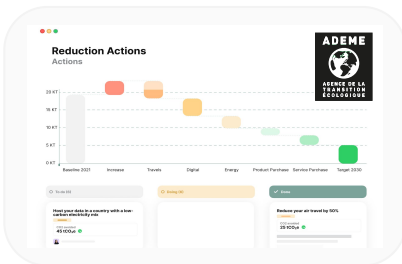 Reduction Actions
Actions
ADEME
AGENCE DE LA
TRANSITION
ÉCOLOGIQUE
20 KT
15 KT
10 KT
5 KT
0 KT
Baseline 2021 Increase Travels Digital Energy Product Purchase Service Purchase Target 2030
Done
Host your data in a country with a low-
carbon electricity mix
45 tCO₂e
Reduce your air travel by 50%
25 tCO₂e